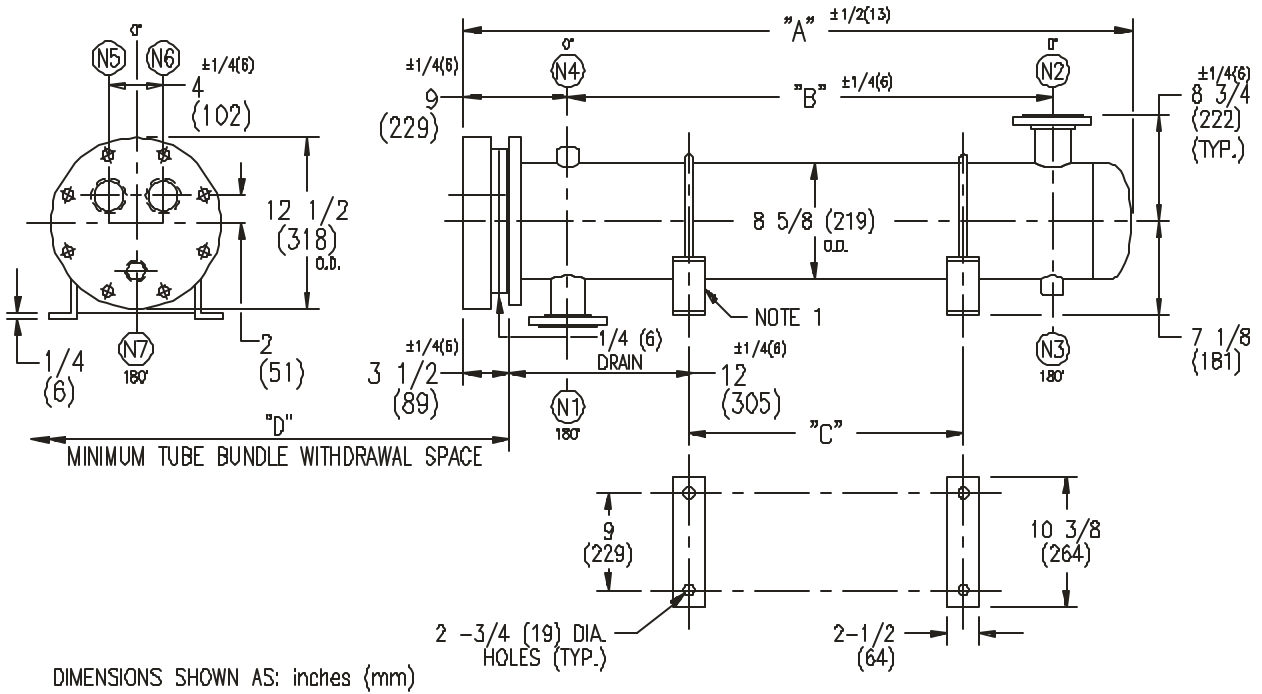 0°
N5 N6
±1/4(6)
4
(102)
12 1/2
(318)
O.D.
1/4
(6)
N7
180°
2
(51)
"D"
MINIMUM TUBE BUNDLE WITHDRAWAL SPACE
"A" ±1/2(13)
±1/4(6)
9
(229)
0°
N4
"B" ±1/4(6)
0°
N2
±1/4(6)
8 3/4
(222)
(TYP.)
8 5/8 (219)
O.D.
NOTE 1
1/4 (6)
DRAIN
±1/4(6)
3 1/2
(89)
±1/4(6)
12
(305)
N1
180°
N3
180°
7 1/8
(181)
"C"
9
(229)
10 3/8
(264)
2 -3/4 (19) DIA.
HOLES (TYP.)
2-1/2
(64)
DIMENSIONS SHOWN AS: inches (mm)